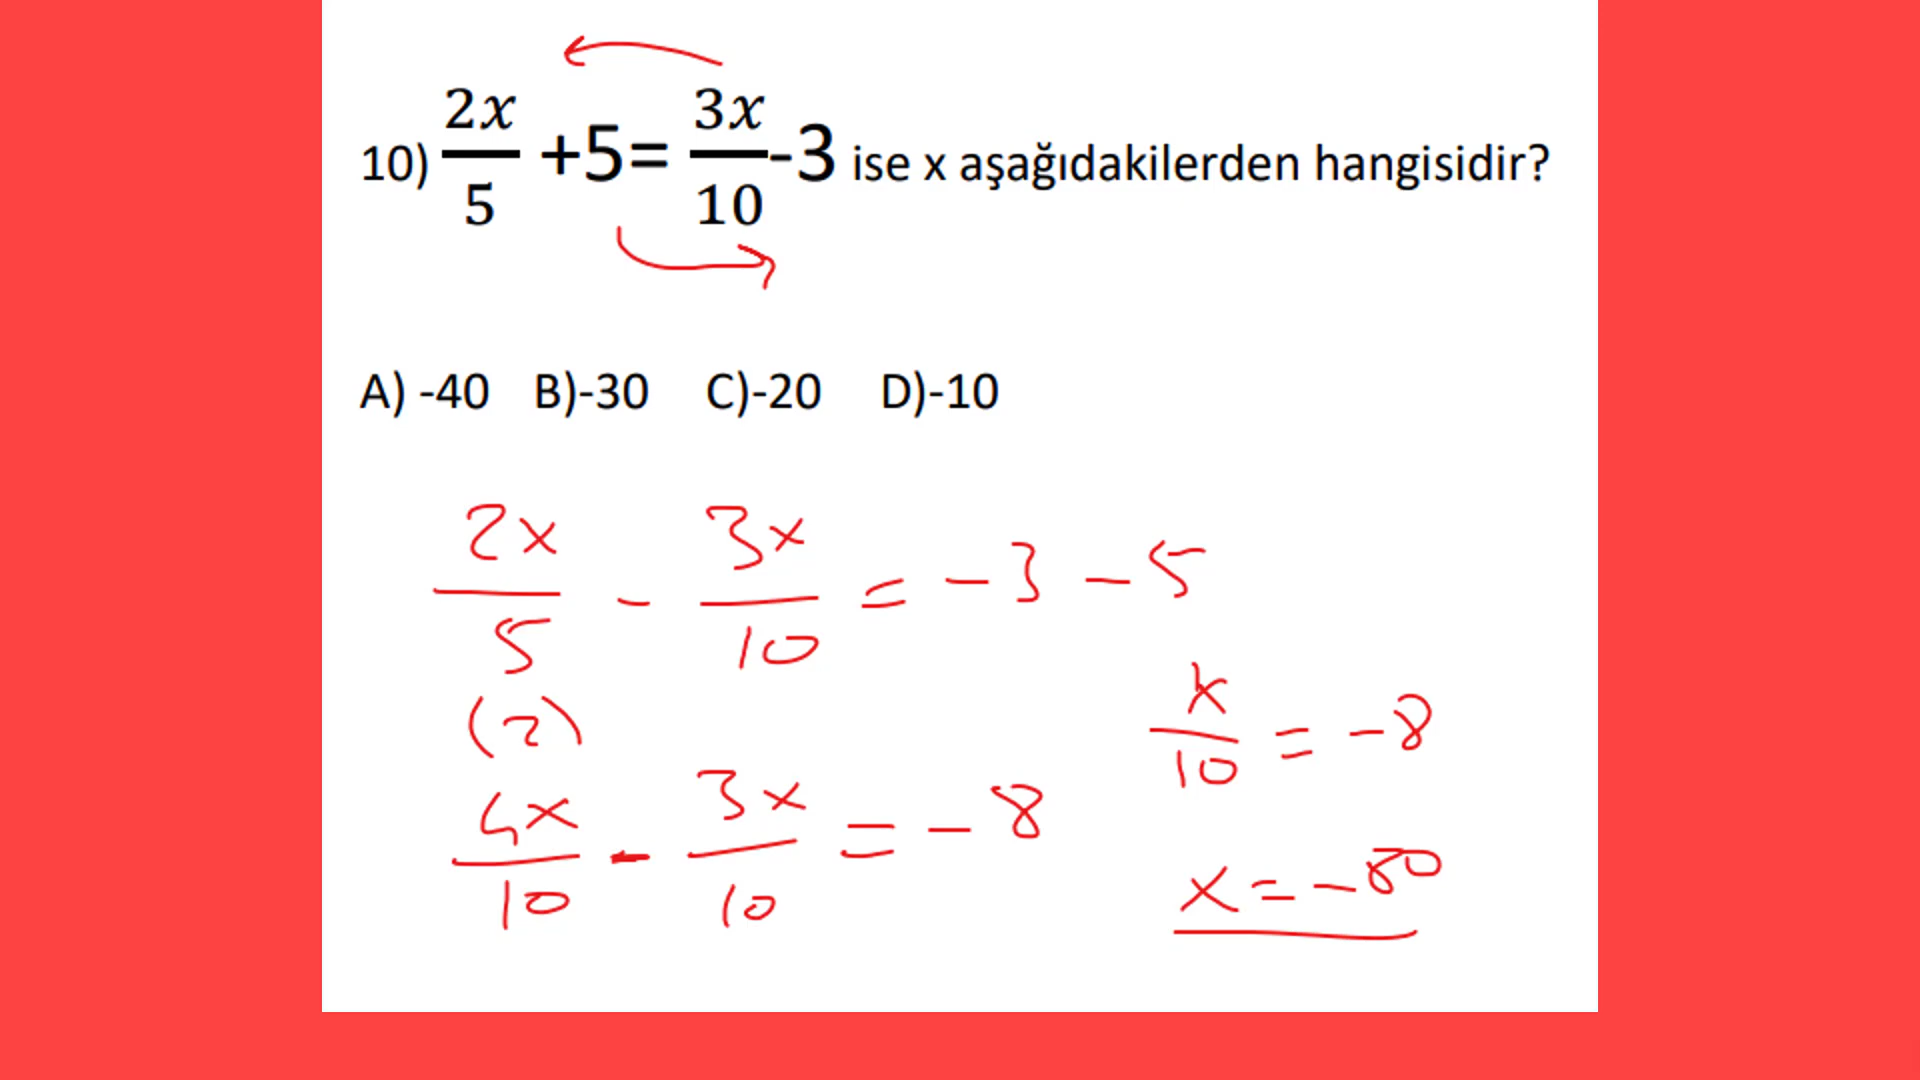 10) 2x/5 +5= 3x/10 -3 ise x aşağıdakilerden hangisidir?
A) -40 B)-30 C)-20 D)-10
2x/5 - 3x/10 = -3 -5
(2)
4x/10 - 3x/10 = -8
x/10 = -8
x = -80